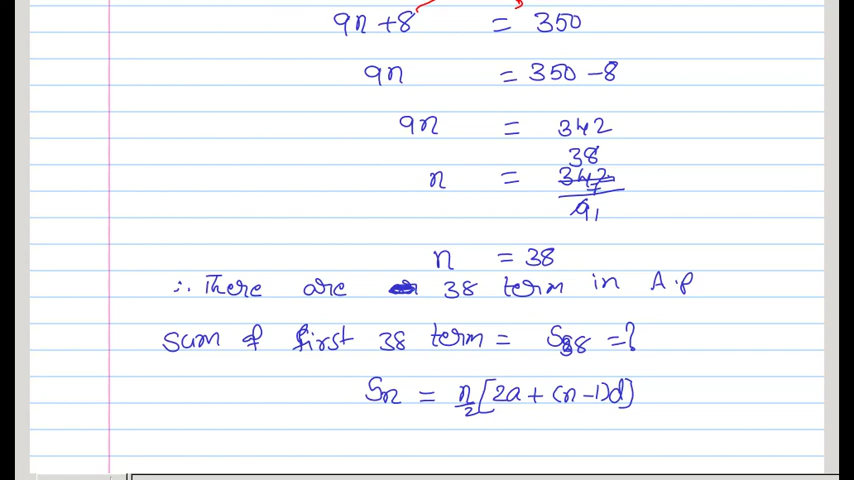 9n + 8 = 350
9n = 350 - 8
9n = 342
38
n = 342/9 1
n = 38
∴ There are 38 term in A.P
Sum of first 38 term = S38 = ?
Sn = n/2 [2a + (n - 1)d]